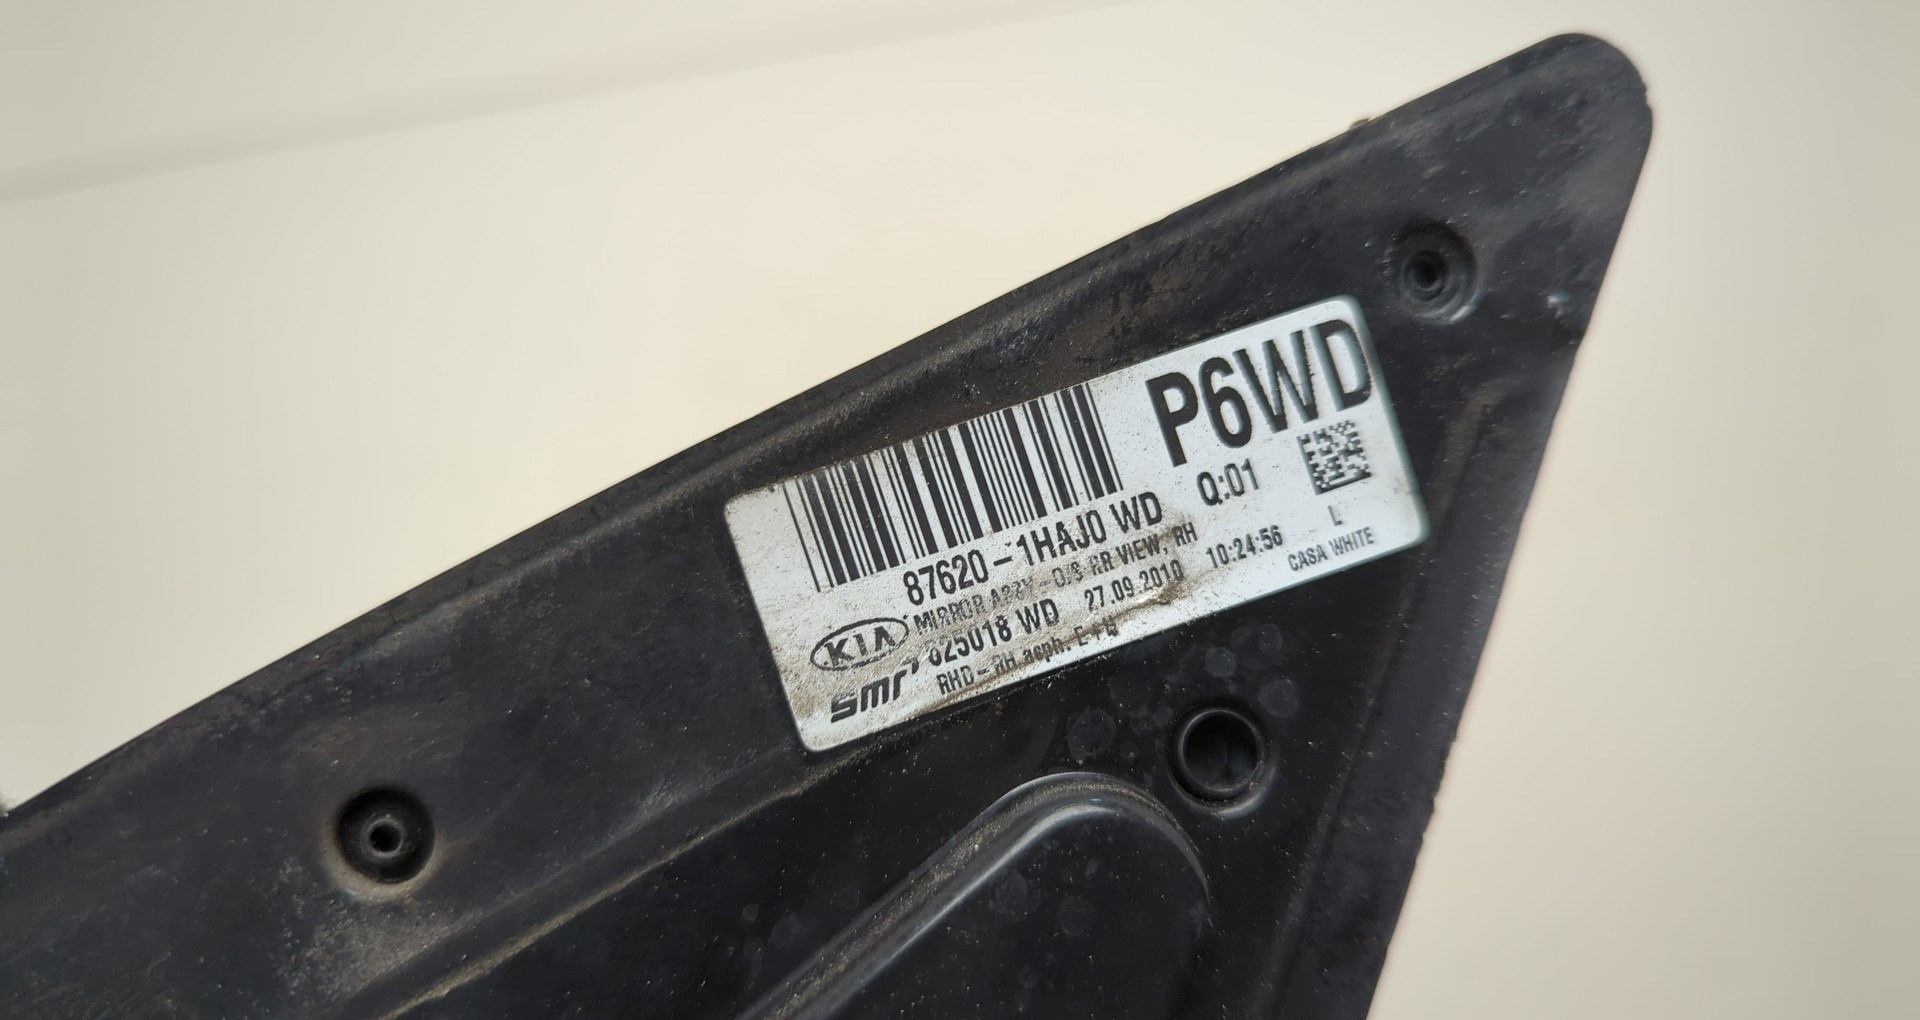 P6WD
Q:01
87620-1HAJ0 WD
MIRROR ASSY-O/S RR VIEW, RH
KIA
825018 WD 27.09.2010 10:24:56
L
CASA WHITE
smr
RHD-RH asph. E+W